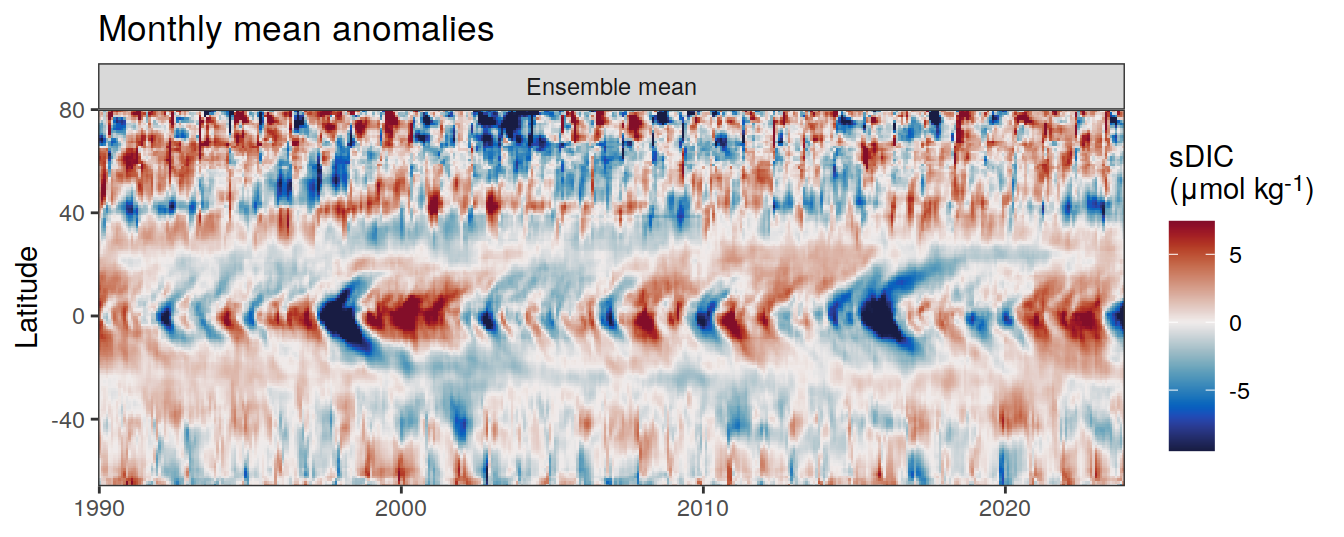 Monthly mean anomalies
Ensemble mean
80
40
0
-40
Latitude
1990 2000 2010 2020
sDIC
(μmol kg-1)
5
0
-5